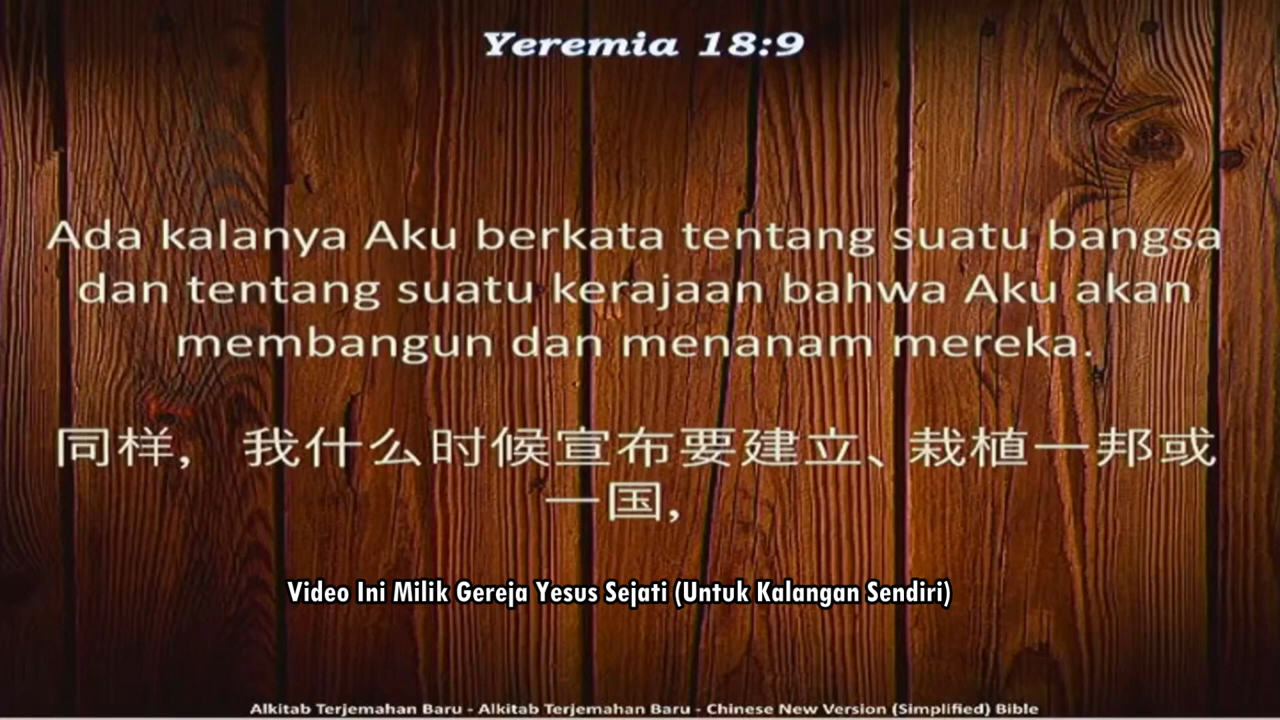 Yeremia 18:9
Ada kalanya Aku berkata tentang suatu bangsa
dan tentang suatu kerajaan bahwa Aku akan
membangun dan menanam mereka.
同样， 我什么时候宣布要建立、栽植一邦或
一国，
Video Ini Milik Gereja Yesus Sejati (Untuk Kalangan Sendiri)
Alkitab Terjemahan Baru - Alkitab Terjemahan Baru - Chinese New Version (Simplified) Bible